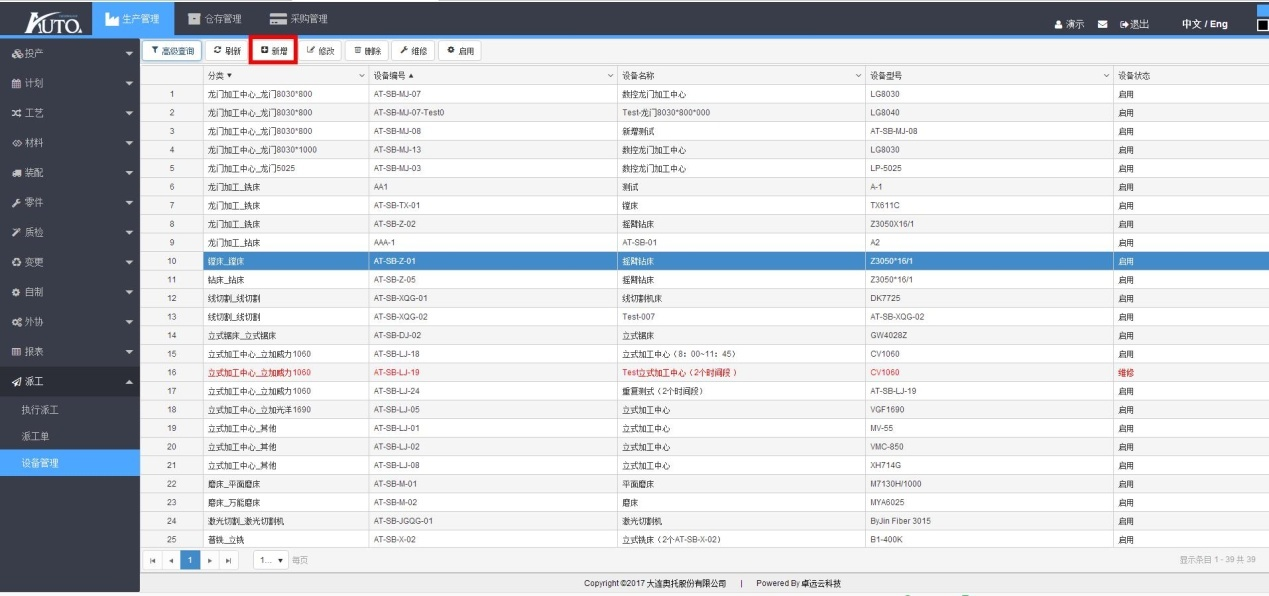 AUTO. 生产管理 仓存管理 采购管理 演示 退出 中文 / Eng
投产
计划
工艺
材料
装配
零件
质检
变更
自制
外协
报表
派工
执行派工
派工单
设备管理
高级查询 刷新 新增 修改 删除 维修 启用
分类 ▼ 设备编号 ▲ 设备名称 设备型号 设备状态
1 龙门加工中心_龙门8030*800 AT-SB-MJ-07 数控龙门加工中心 LG8030 启用
2 龙门加工中心_龙门8030*800 AT-SB-MJ-07-Test0 Test-龙门8030*800*000 LG8040 启用
3 龙门加工中心_龙门8030*800 AT-SB-MJ-08 新增测试 AT-SB-MJ-08 启用
4 龙门加工中心_龙门8030*1000 AT-SB-MJ-13 数控龙门加工中心 LG8030 启用
5 龙门加工中心_龙门5025 AT-SB-MJ-03 数控龙门加工中心 LP-5025 启用
6 龙门加工_铣床 AA1 测试 A-1 启用
7 龙门加工_铣床 AT-SB-TX-01 镗床 TX611C 启用
8 龙门加工_铣床 AT-SB-Z-02 摇臂钻床 Z3050X16/1 启用
9 龙门加工_钻床 AAA-1 AT-SB-01 A2 启用
10 镗床_镗床 AT-SB-Z-01 摇臂钻床 Z3050*16/1 启用
11 钻床_钻床 AT-SB-Z-05 摇臂钻床 Z3050*16/1 启用
12 线切割_线切割 AT-SB-XQG-01 线切割机床 DK7725 启用
13 线切割_线切割 AT-SB-XQG-02 Test-007 AT-SB-XQG-02 启用
14 立式锯床_立式锯床 AT-SB-DJ-02 立式锯床 GW4028Z 启用
15 立式加工中心_立加威力1060 AT-SB-LJ-18 立式加工中心（8：00~11：45） CV1060 启用
16 立式加工中心_立加威力1060 AT-SB-LJ-19 Test立式加工中心（2个时间段） CV1060 维修
17 立式加工中心_立加威力1060 AT-SB-LJ-24 重复测式（2个时间段） AT-SB-LJ-19 启用
18 立式加工中心_立加光洋1690 AT-SB-LJ-05 立式加工中心 VGF1690 启用
19 立式加工中心_其他 AT-SB-LJ-01 立式加工中心 MV-55 启用
20 立式加工中心_其他 AT-SB-LJ-02 立式加工中心 VMC-850 启用
21 立式加工中心_其他 AT-SB-LJ-08 立式加工中心 XH714G 启用
22 磨床_平面磨床 AT-SB-M-01 平面磨床 M7130H/1000 启用
23 磨床_万能磨床 AT-SB-M-02 磨床 MYA6025 启用
24 激光切割_激光切割机 AT-SB-JGQG-01 激光切割机 ByJin Fiber 3015 启用
25 普铣_立铣 AT-SB-X-02 立式铣床（2个AT-SB-X-02） B1-400K 启用
1 1... ▼ 每页 显示条目 1 - 39 共 39
Copyright ©2017 大连奥托股份有限公司 | Powered By 卓远云科技